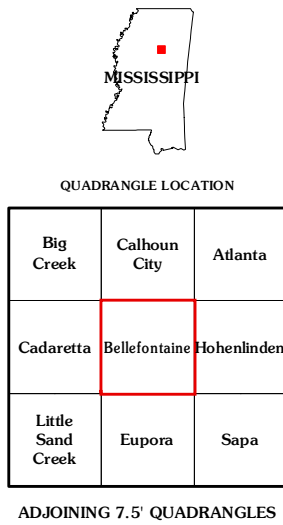 MISSISSIPPI
QUADRANGLE LOCATION
Big
Creek
Calhoun
City
Atlanta
Cadaretta
Bellefontaine
Hohenlinden
Little
Sand
Creek
Eupora
Sapa
ADJOINING 7.5' QUADRANGLES